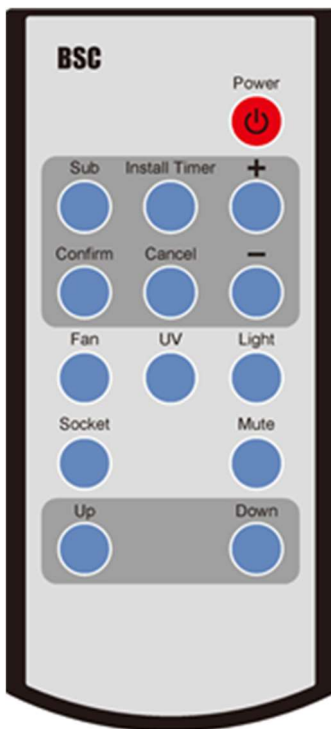 BSC
Power
Sub Install Timer +
Confirm Cancel −
Fan UV Light
Socket Mute
Up Down